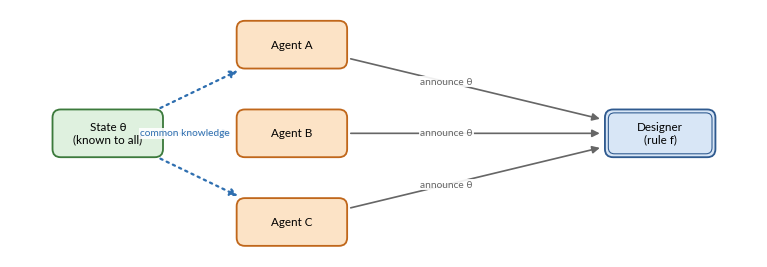 Agent A
announce θ
State θ
(known to all)
common knowledge
Agent B
announce θ
Designer
(rule f)
announce θ
Agent C